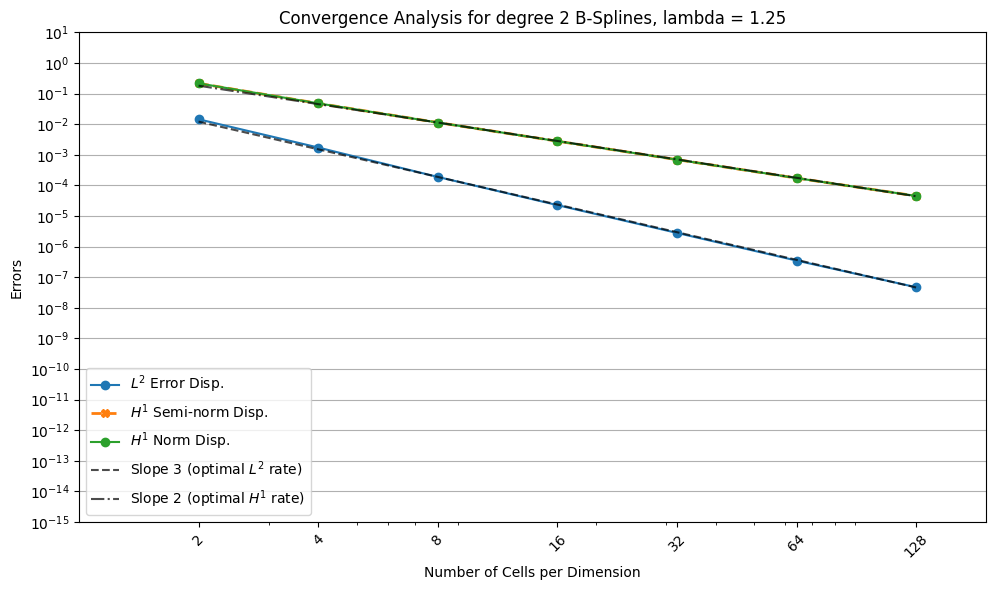 Convergence Analysis for degree 2 B-Splines, lambda = 1.25
10^1
10^0
10^-1
10^-2
10^-3
10^-4
10^-5
10^-6
10^-7
10^-8
10^-9
10^-10
10^-11
10^-12
10^-13
10^-14
10^-15
Errors
L^2 Error Disp.
H^1 Semi-norm Disp.
H^1 Norm Disp.
Slope 3 (optimal L^2 rate)
Slope 2 (optimal H^1 rate)
2 4 8 16 32 64 128
Number of Cells per Dimension